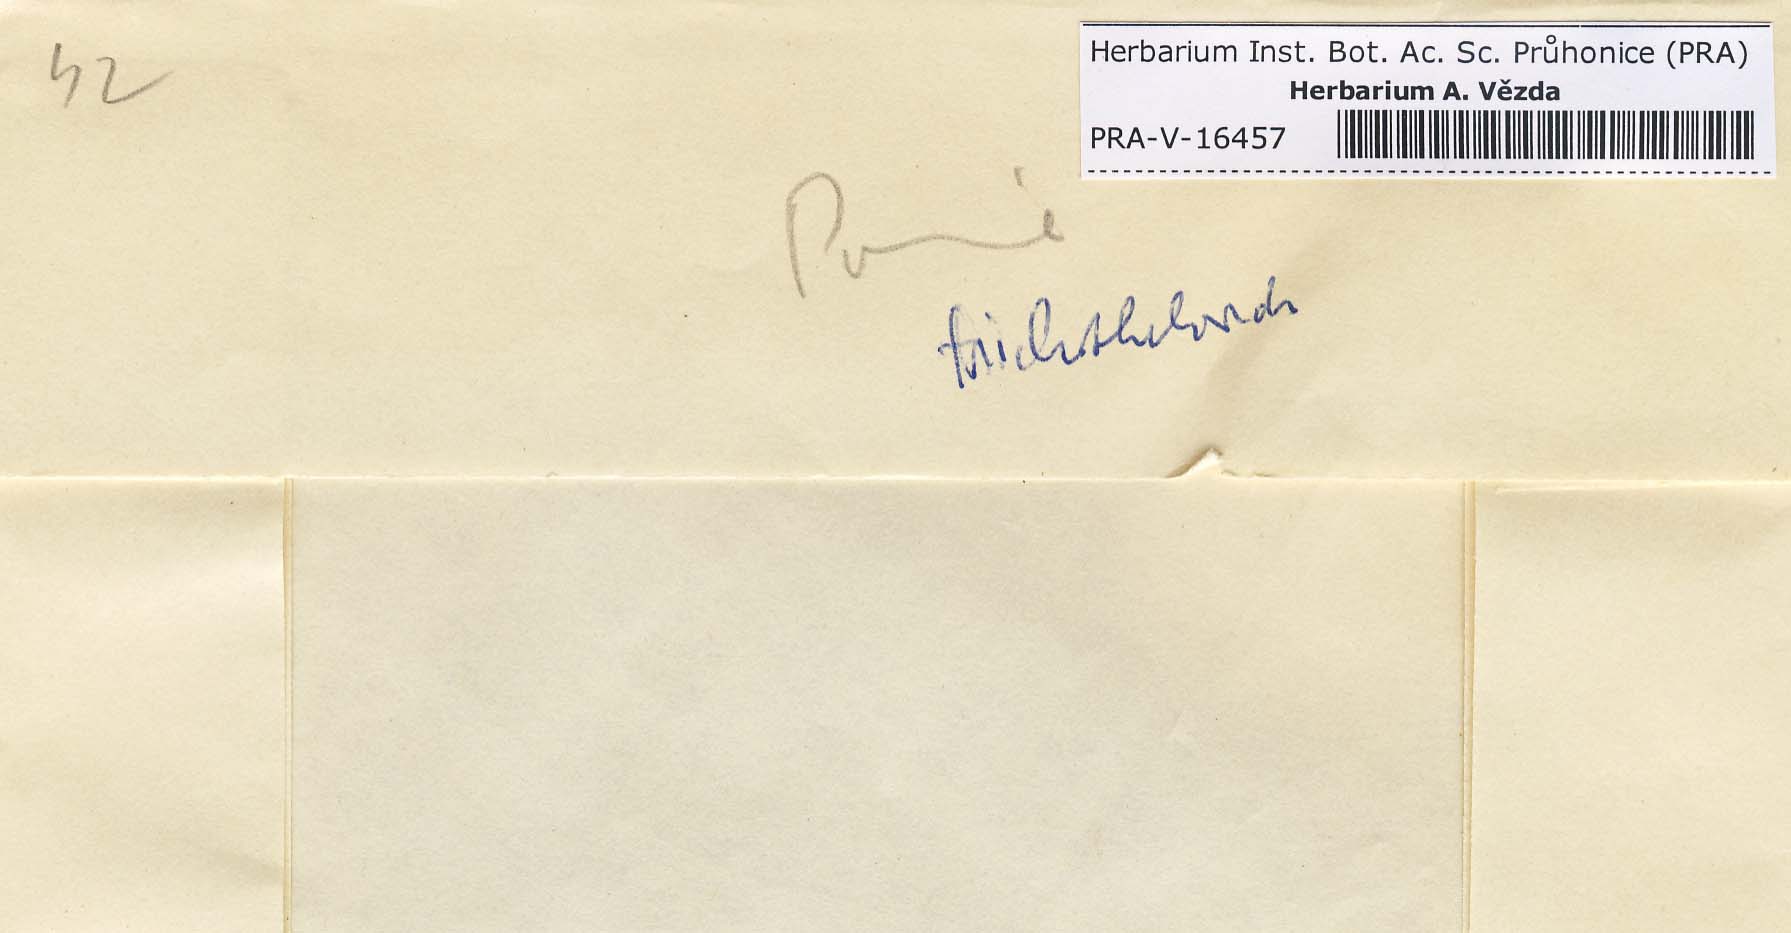 42
Herbarium Inst. Bot. Ac. Sc. Průhonice (PRA)
Herbarium A. Vězda
PRA-V-16457